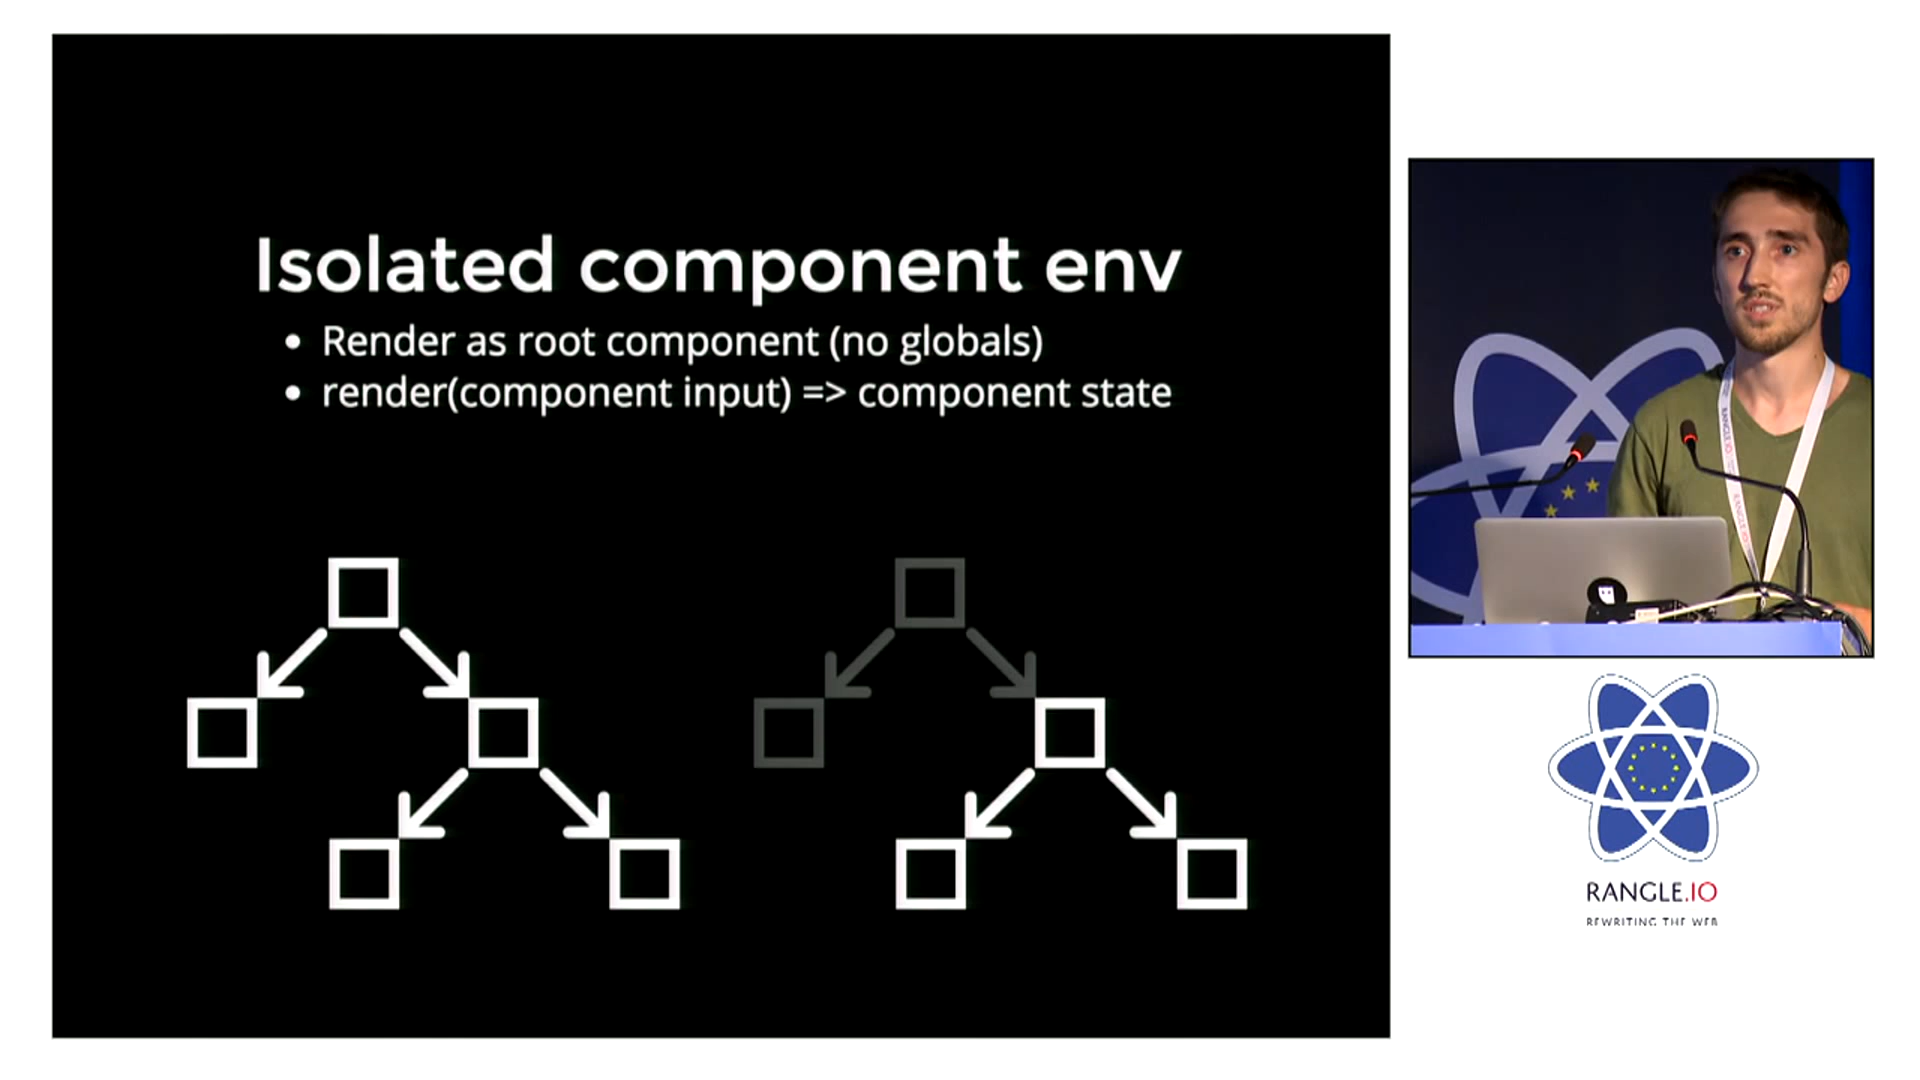 Isolated component env
• Render as root component (no globals)
• render(component input) => component state
RANGLE.IO
REWRITING THE WEB